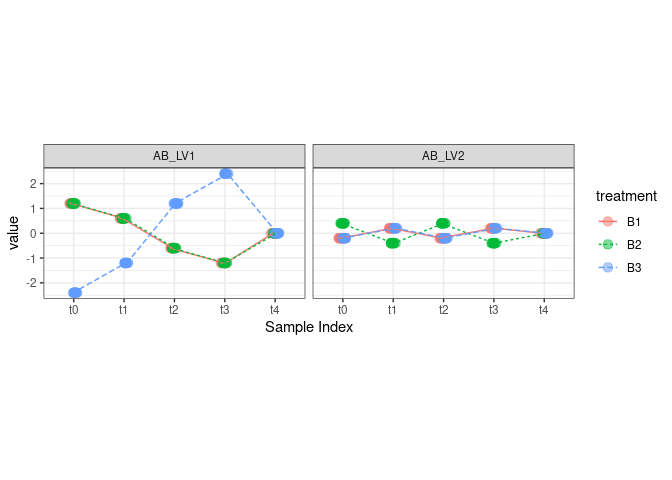 AB_LV1 AB_LV2
2
1
0
-1
-2
value
t0 t1 t2 t3 t4 t0 t1 t2 t3 t4
Sample Index
treatment
B1
B2
B3